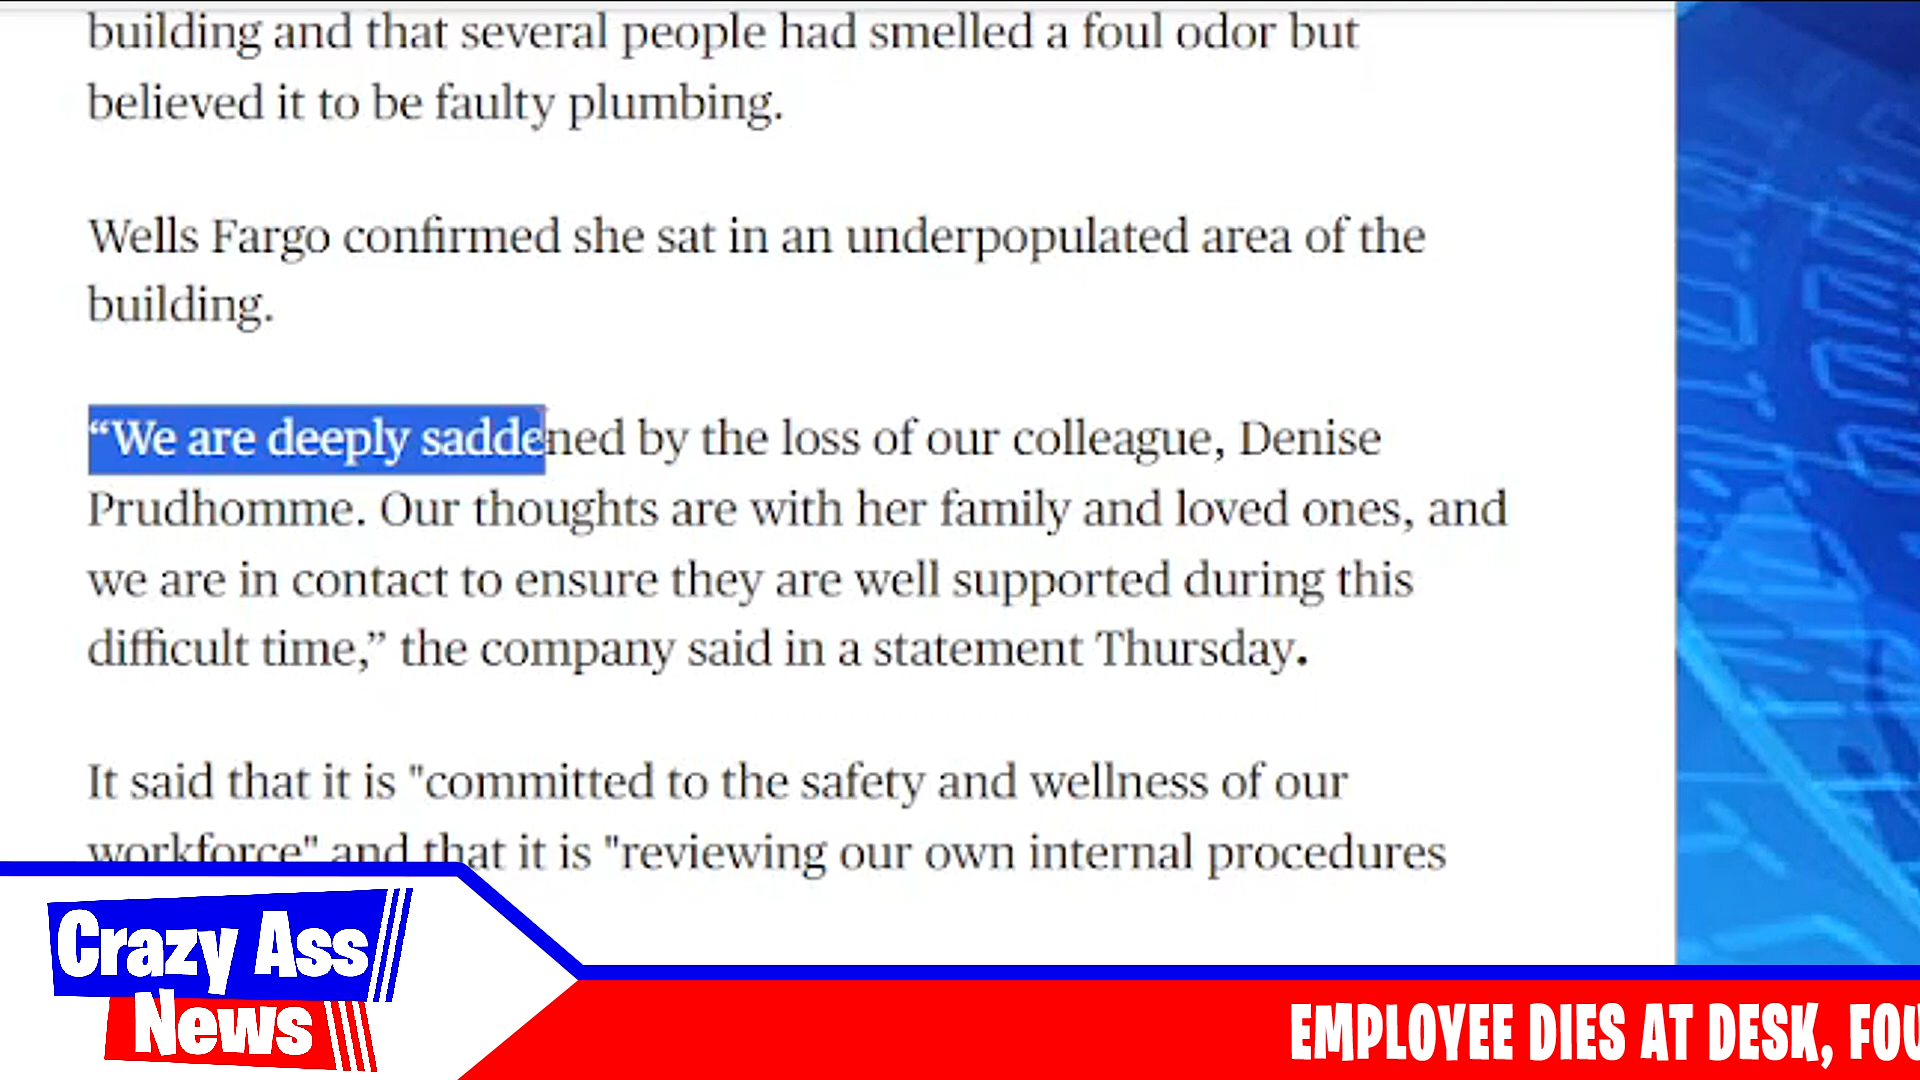 building and that several people had smelled a foul odor but
believed it to be faulty plumbing.
Wells Fargo confirmed she sat in an underpopulated area of the
building.
“We are deeply saddened by the loss of our colleague, Denise
Prudhomme. Our thoughts are with her family and loved ones, and
we are in contact to ensure they are well supported during this
difficult time,” the company said in a statement Thursday.
It said that it is "committed to the safety and wellness of our
workforce" and that it is "reviewing our own internal procedures
Crazy Ass
News
EMPLOYEE DIES AT DESK, FOU